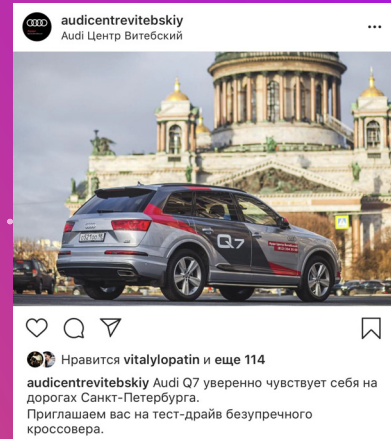 audicentrevitebskiy
Audi Центр Витебский
Q7
Нравится vitalylopatin и еще 114
audicentrevitebskiy Audi Q7 уверенно чувствует себя на
дорогах Санкт-Петербурга.
Приглашаем вас на тест-драйв безупречного
кроссовера.